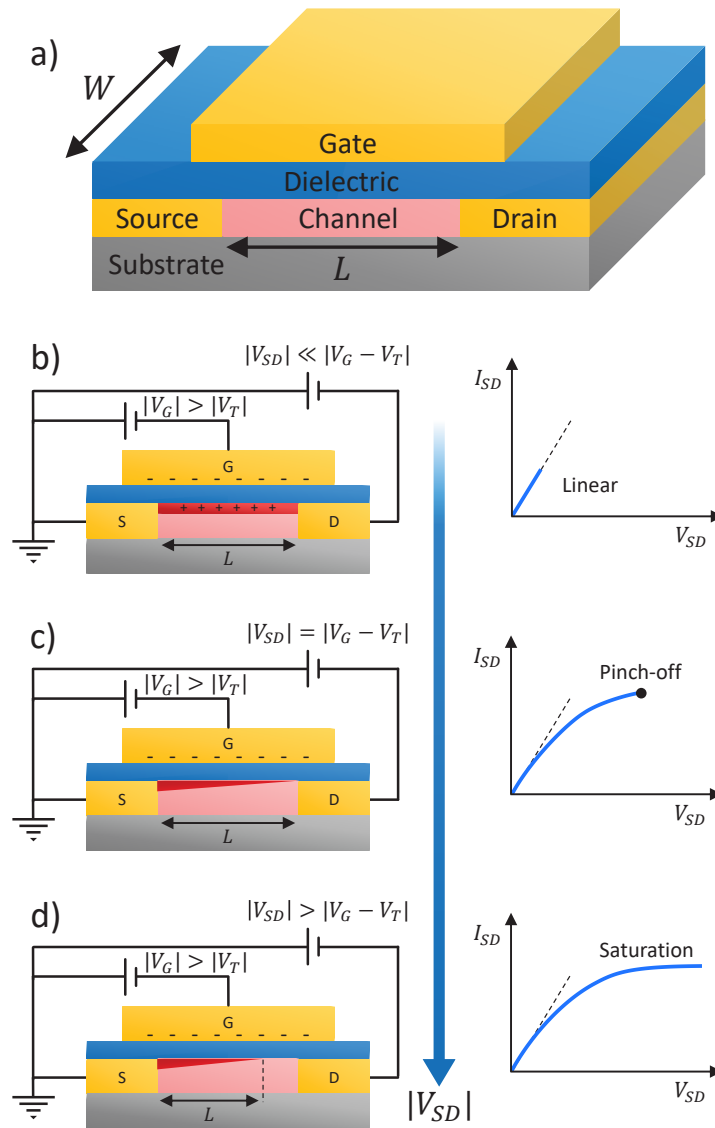 a)
W
Gate
Dielectric
Source Channel Drain
L
Substrate
b)
|V_SD| ≪ |V_G − V_T|
|V_G| > |V_T|
G
- - - - - - - -
+ + + + + +
S D
L
I_SD
Linear
V_SD
c)
|V_SD| = |V_G − V_T|
|V_G| > |V_T|
G
- - - - - - - -
S D
L
I_SD
Pinch-off
V_SD
d)
|V_SD| > |V_G − V_T|
|V_G| > |V_T|
G
- - - - - - - -
S D
L
I_SD
Saturation
V_SD
|V_SD|